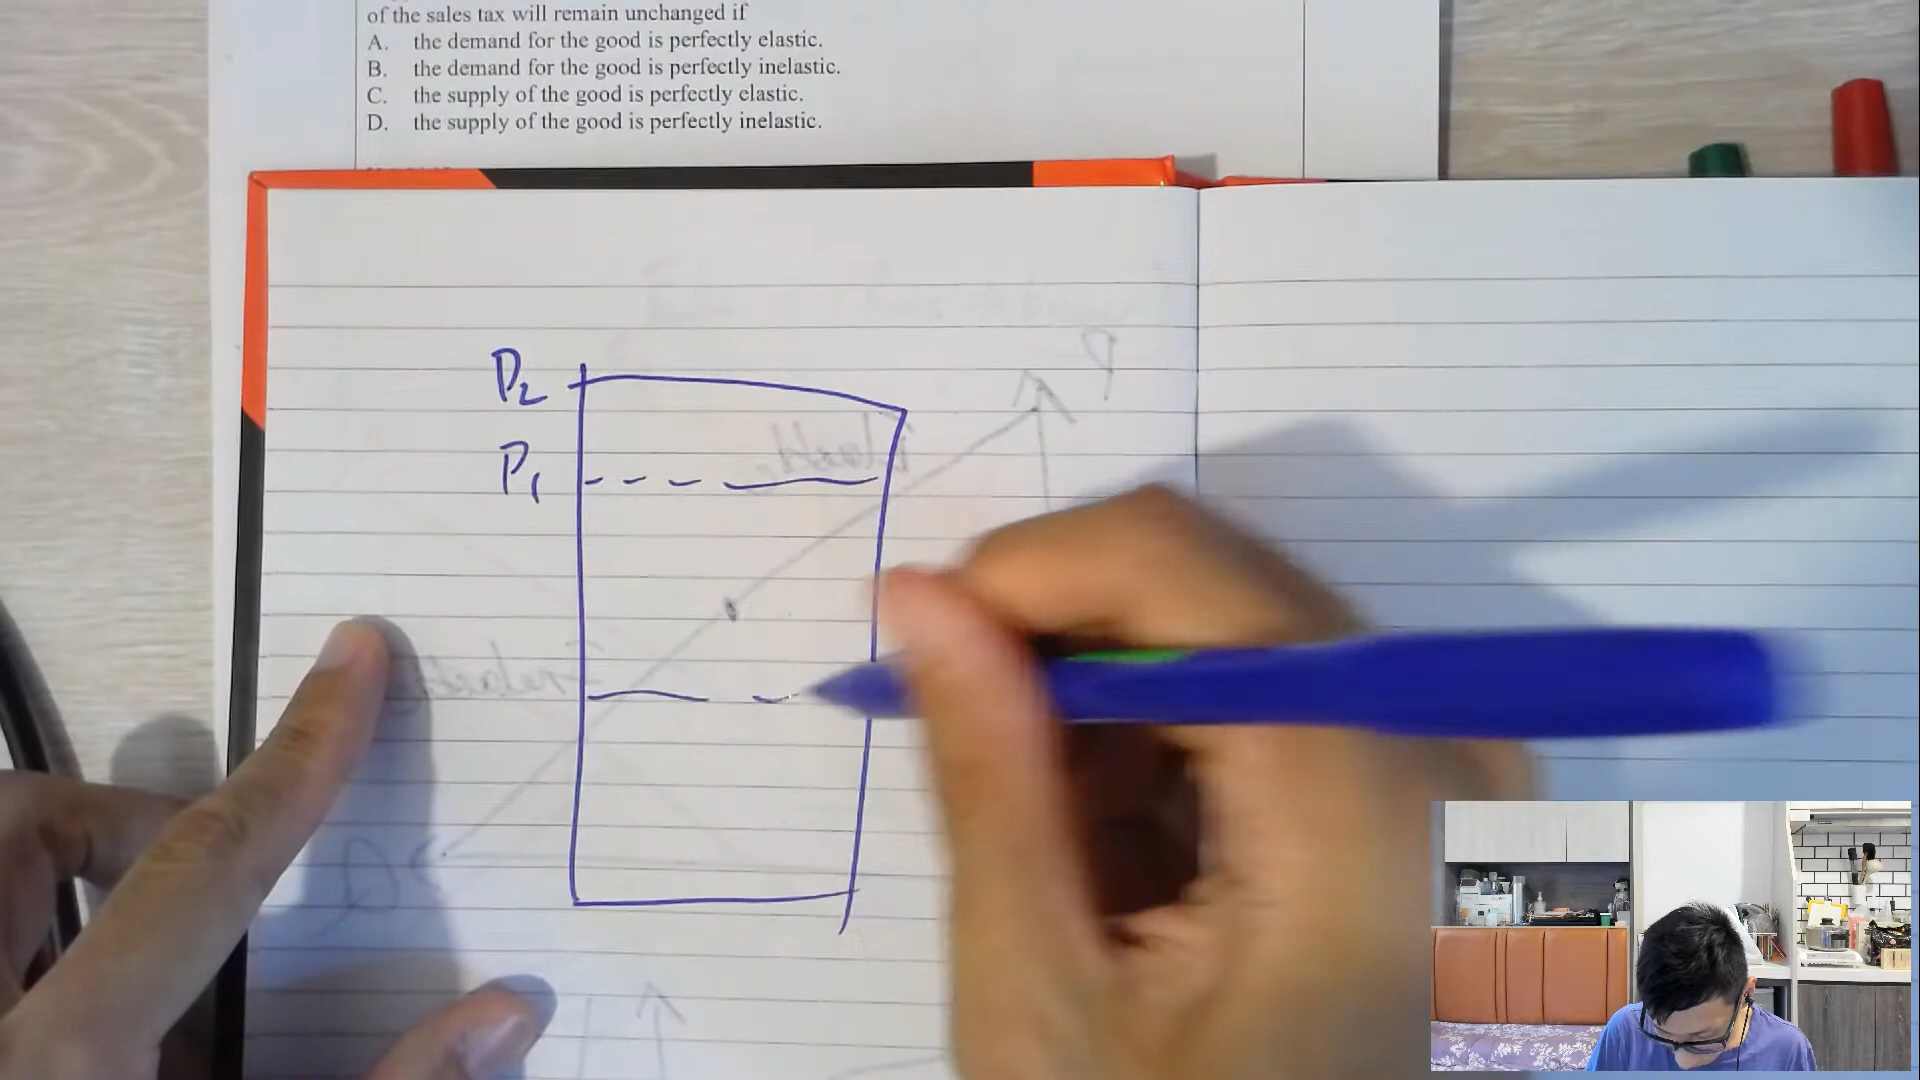 of the sales tax will remain unchanged if
A. the demand for the good is perfectly elastic.
B. the demand for the good is perfectly inelastic.
C. the supply of the good is perfectly elastic.
D. the supply of the good is perfectly inelastic.
P2
P1